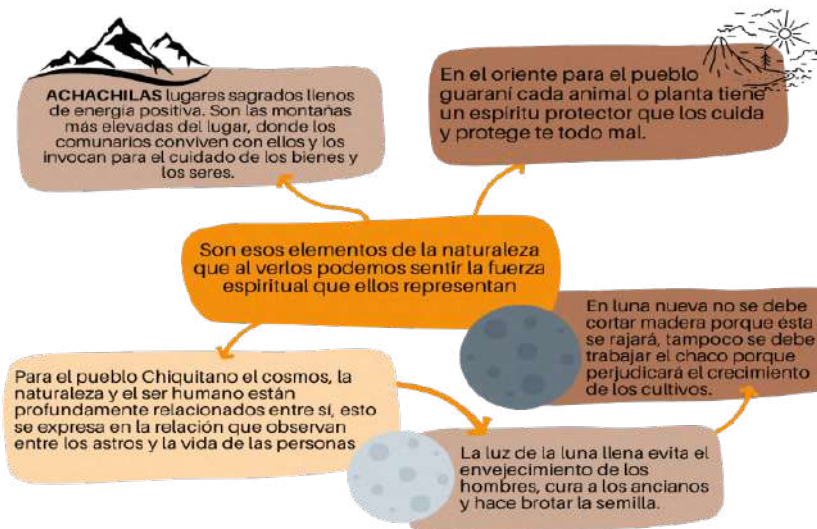 ACHACHILAS lugares sagrados llenos
de energía positiva. Son las montañas
más elevadas del lugar, donde los
comunarios conviven con ellos y los
invocan para el cuidado de los bienes y
los seres.
En el oriente para el pueblo
guaraní cada animal o planta tiene
un espíritu protector que los cuida
y protege te todo mal.
Son esos elementos de la naturaleza
que al verlos podemos sentir la fuerza
espiritual que ellos representan
En luna nueva no se debe
cortar madera porque ésta
se rajará, tampoco se debe
trabajar el chaco porque
perjudicará el crecimiento
de los cultivos.
Para el pueblo Chiquitano el cosmos, la
naturaleza y el ser humano están
profundamente relacionados entre sí, esto
se expresa en la relación que observan
entre los astros y la vida de las personas
La luz de la luna llena evita el
envejecimiento de los
hombres, cura a los ancianos
y hace brotar la semilla.